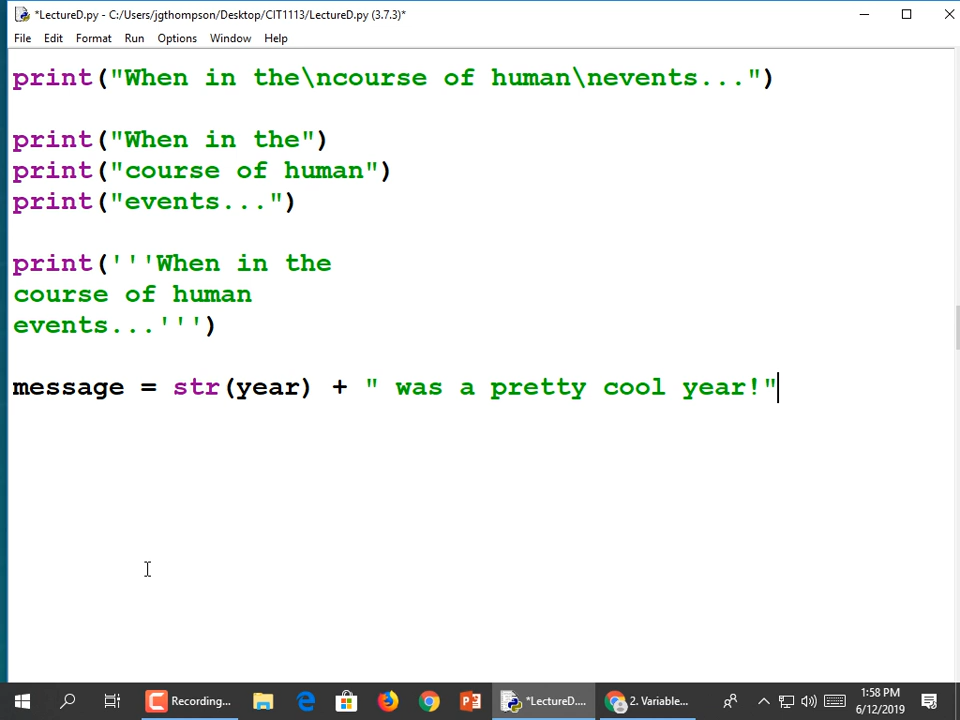 *LectureD.py - C:/Users/jgthompson/Desktop/CIT1113/LectureD.py (3.7.3)*
File Edit Format Run Options Window Help
print("When in the\ncourse of human\nevents...")
print("When in the")
print("course of human")
print("events...")
print('''When in the
course of human
events...''')
message = str(year) + " was a pretty cool year!"
Recording... *LectureD.... 2. Variable... 1:58 PM
6/12/2019